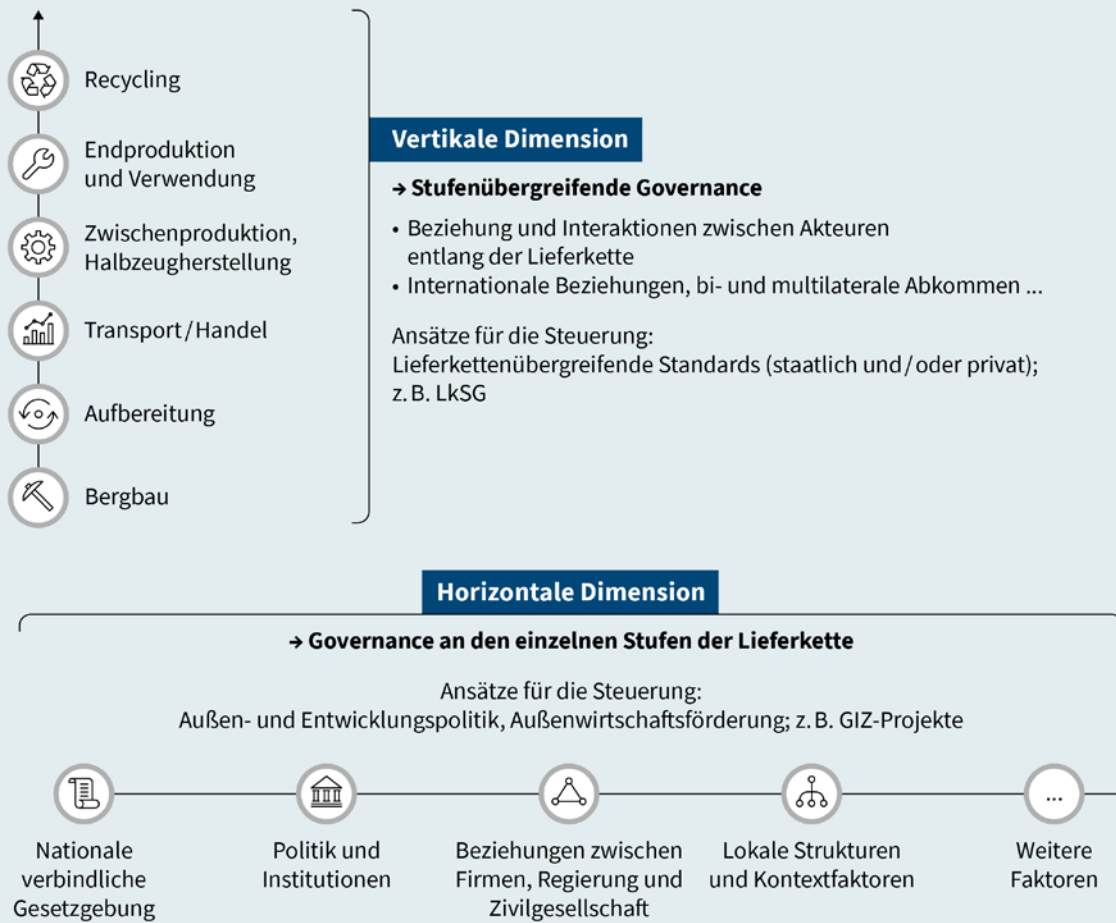 Recycling
Endproduktion
und Verwendung
Zwischenproduktion,
Halbzeugherstellung
Transport/Handel
Aufbereitung
Bergbau
Vertikale Dimension
→ Stufenübergreifende Governance
• Beziehung und Interaktionen zwischen Akteuren
entlang der Lieferkette
• Internationale Beziehungen, bi- und multilaterale Abkommen ...
Ansätze für die Steuerung:
Lieferkettenübergreifende Standards (staatlich und/oder privat);
z. B. LkSG
Horizontale Dimension
→ Governance an den einzelnen Stufen der Lieferkette
Ansätze für die Steuerung:
Außen- und Entwicklungspolitik, Außenwirtschaftsförderung; z. B. GIZ-Projekte
...
Nationale
verbindliche
Gesetzgebung
Politik und
Institutionen
Beziehungen zwischen
Firmen, Regierung und
Zivilgesellschaft
Lokale Strukturen
und Kontextfaktoren
Weitere
Faktoren